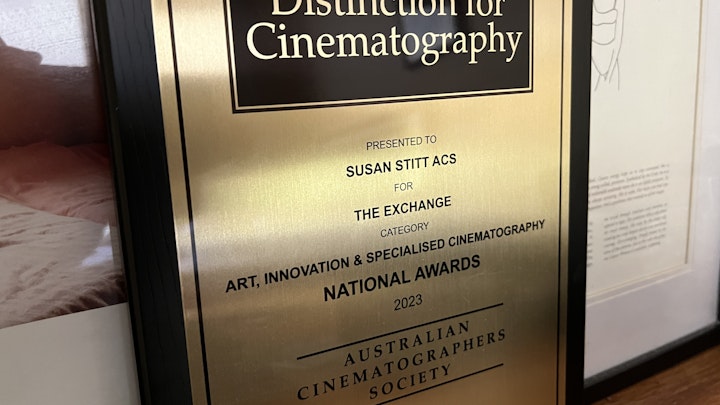 Distinction for
Cinematography
PRESENTED TO
SUSAN STITT ACS
FOR
THE EXCHANGE
CATEGORY
ART, INNOVATION & SPECIALISED CINEMATOGRAPHY
NATIONAL AWARDS
2023
AUSTRALIAN
CINEMATOGRAPHERS
SOCIETY